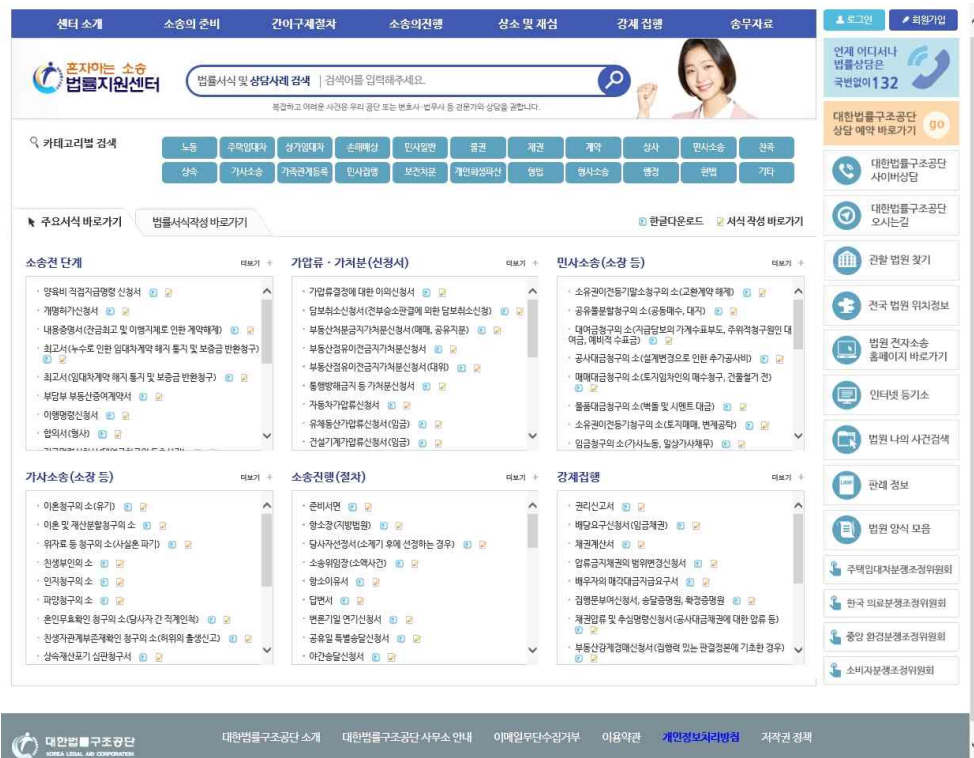 센터 소개 소송의 준비 간이구제절차 소송의진행 상소 및 재심 강제 집행 송무자료
로그인 회원가입
혼자하는 소송
법률지원센터
법률서식 및 상담사례 검색 검색어를 입력해주세요.
복잡하고 어려운 사건은 우리 공단 또는 변호사·법무사 등 전문가와 상담을 권합니다.
언제 어디서나
법률상담은
국번없이 132
대한법률구조공단
상담 예약 바로가기 go
카테고리별 검색
노동 주택임대차 상가임대차 손해배상 민사일반 물권 채권 계약 상사 민사소송 친족
상속 가사소송 가족관계등록 민사집행 보전처분 개인회생파산 형법 형사소송 행정 헌법 기타
주요서식 바로가기 법률서식작성 바로가기
한글다운로드 서식 작성 바로가기
소송전 단계 더보기 +
· 양육비 직접지급명령 신청서
· 개명허가신청서
· 내용증명서(잔금최고 및 이행지체로 인한 계약해제)
· 최고서(누수로 인한 임대차계약 해지 통지 및 보증금 반환청구)
· 최고서(임대차계약 해지 통지 및 보증금 반환청구)
· 부담부 부동산증여계약서
· 이행명령신청서
· 합의서(형사)
가압류 · 가처분(신청서) 더보기 +
· 가압류결정에 대한 이의신청서
· 담보취소신청서(전부승소판결에 의한 담보취소신청)
· 부동산처분금지가처분신청서(매매, 공유지분)
· 부동산점유이전금지가처분신청서
· 부동산점유이전금지가처분신청서(대위)
· 통행방해금지 등 가처분신청서
· 자동차가압류신청서
· 유체동산가압류신청서(임금)
· 건설기계가압류신청서(임금)
민사소송(소장 등) 더보기 +
· 소유권이전등기말소청구의 소(교환계약 해제)
· 공유물분할청구의 소(공동매수, 대지)
· 대여금청구의 소(지급담보의 가계수표부도, 주위적청구원인 대
여금, 예비적 수표금)
· 공사대금청구의 소(설계변경으로 인한 추가공사비)
· 매매대금청구의 소(토지임차인의 매수청구, 건물철거 전)
· 물품대금청구의 소(벽돌 및 시멘트 대금)
· 소유권이전등기청구의 소(토지매매, 변제공탁)
· 임금청구의 소(가사노동, 일상가사채무)
가사소송(소장 등) 더보기 +
· 이혼청구의 소(유기)
· 이혼 및 재산분할청구의 소
· 위자료 등 청구의 소(사실혼 파기)
· 친생부인의 소
· 인지청구의 소
· 파양청구의 소
· 혼인무효확인 청구의 소(당사자 간 직계인척)
· 친생자관계부존재확인 청구의 소(허위의 출생신고)
· 상속재산포기 심판청구서
소송진행(절차) 더보기 +
· 준비서면
· 항소장(지방법원)
· 당사자선정서(소제기 후에 선정하는 경우)
· 소송위임장(소액사건)
· 항소이유서
· 답변서
· 변론기일 연기신청서
· 공휴일 특별송달신청서
· 야간송달신청서
강제집행 더보기 +
· 권리신고서
· 배당요구신청서(임금채권)
· 채권계산서
· 압류금지채권의 범위변경신청서
· 배우자의 매각대금지급요구서
· 집행문부여신청서, 송달증명원, 확정증명원
· 채권압류 및 추심명령신청서(공사대금채권에 대한 압류 등)
· 부동산강제경매신청서(집행력 있는 판결정본에 기초한 경우)
대한법률구조공단
사이버상담
대한법률구조공단
오시는길
관할 법원 찾기
전국 법원 위치정보
법원 전자소송
홈페이지 바로가기
인터넷 등기소
법원 나의 사건검색
LAW 판례 정보
법원 양식 모음
주택임대차분쟁조정위원회
한국 의료분쟁조정위원회
중앙 환경분쟁조정위원회
소비자분쟁조정위원회
대한법률구조공단
KOREA LEGAL AID CORPORATION
대한법률구조공단 소개 대한법률구조공단 사무소 안내 이메일무단수집거부 이용약관 개인정보처리방침 저작권 정책